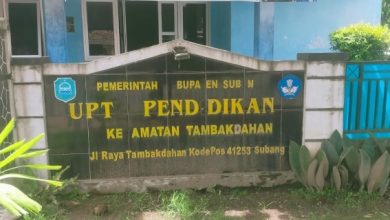 PEMERINTAH BUPA EN SUB N
UPT PEND DIKAN
KE AMATAN TAMBAKDAHAN
Jl Raya Tambakdahan KodePos 41253 Subang